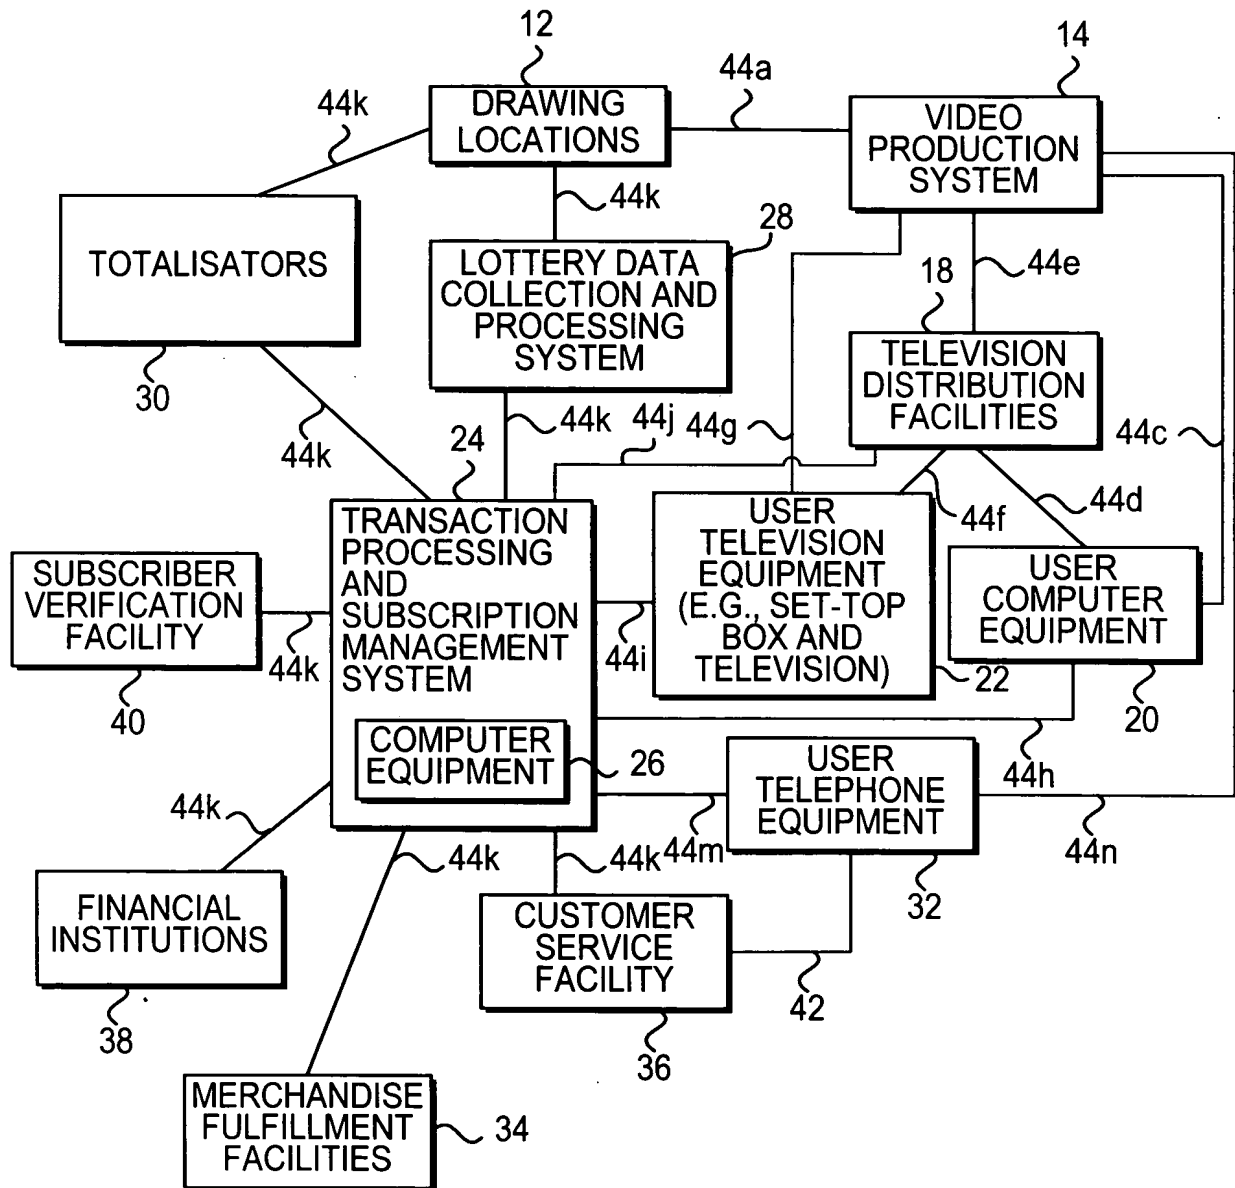 12
14
44a
44k
DRAWING
LOCATIONS
VIDEO
PRODUCTION
SYSTEM
44k
28
TOTALISATORS
LOTTERY DATA
COLLECTION AND
PROCESSING
SYSTEM
44e
18
TELEVISION
DISTRIBUTION
FACILITIES
30
44k
24
44k
44j
44g
44c
44f
44d
TRANSACTION
PROCESSING
AND
SUBSCRIPTION
MANAGEMENT
SYSTEM
USER
TELEVISION
EQUIPMENT
(E.G., SET-TOP
BOX AND
TELEVISION)
USER
COMPUTER
EQUIPMENT
SUBSCRIBER
VERIFICATION
FACILITY
44k
44i
22
40
20
COMPUTER
EQUIPMENT
26
44h
USER
TELEPHONE
EQUIPMENT
44k
44k
44k
44m
44n
32
FINANCIAL
INSTITUTIONS
CUSTOMER
SERVICE
FACILITY
42
38
36
MERCHANDISE
FULFILLMENT
FACILITIES
34